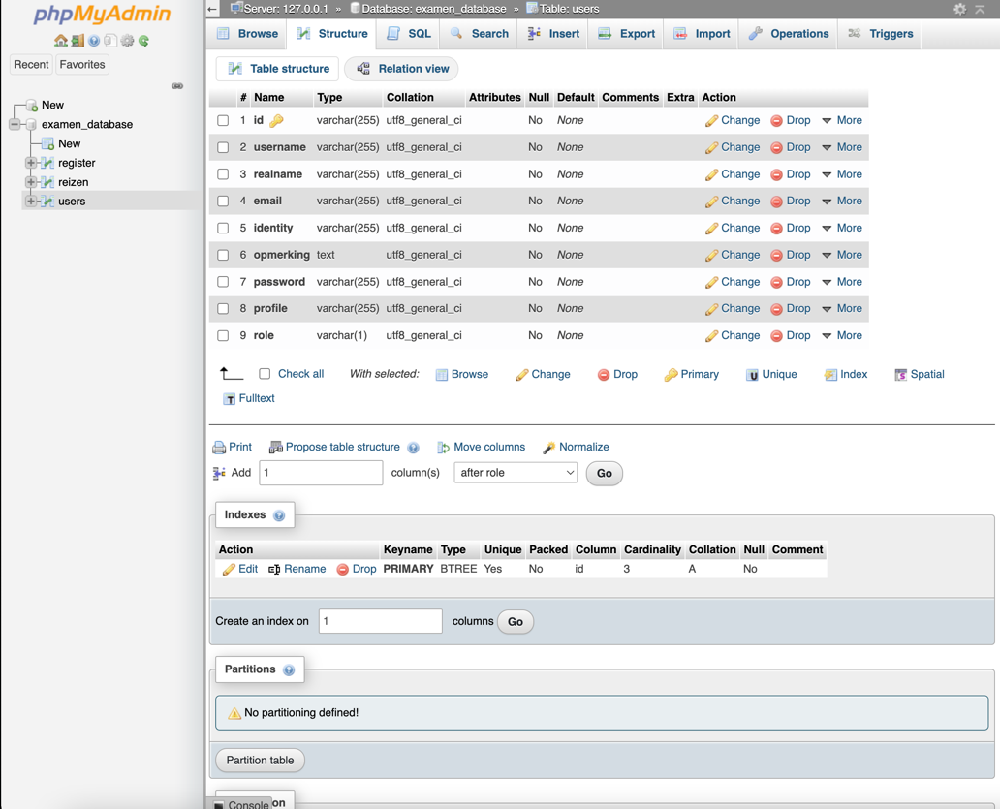 phpMyAdmin
Recent Favorites
New
examen_database
New
register
reizen
users
← Server: 127.0.0.1 » Database: examen_database » Table: users
Browse Structure SQL Search Insert Export Import Operations Triggers
Table structure Relation view
# Name Type Collation Attributes Null Default Comments Extra Action
1 id varchar(255) utf8_general_ci No None Change Drop More
2 username varchar(255) utf8_general_ci No None Change Drop More
3 realname varchar(255) utf8_general_ci No None Change Drop More
4 email varchar(255) utf8_general_ci No None Change Drop More
5 identity varchar(255) utf8_general_ci No None Change Drop More
6 opmerking text utf8_general_ci No None Change Drop More
7 password varchar(255) utf8_general_ci No None Change Drop More
8 profile varchar(255) utf8_general_ci No None Change Drop More
9 role varchar(1) utf8_general_ci No None Change Drop More
Check all With selected: Browse Change Drop Primary Unique Index Spatial
Fulltext
Print Propose table structure Move columns Normalize
Add 1 column(s) after role Go
Indexes
Action Keyname Type Unique Packed Column Cardinality Collation Null Comment
Edit Rename Drop PRIMARY BTREE Yes No id 3 A No
Create an index on 1 columns Go
Partitions
No partitioning defined!
Partition table
Console on